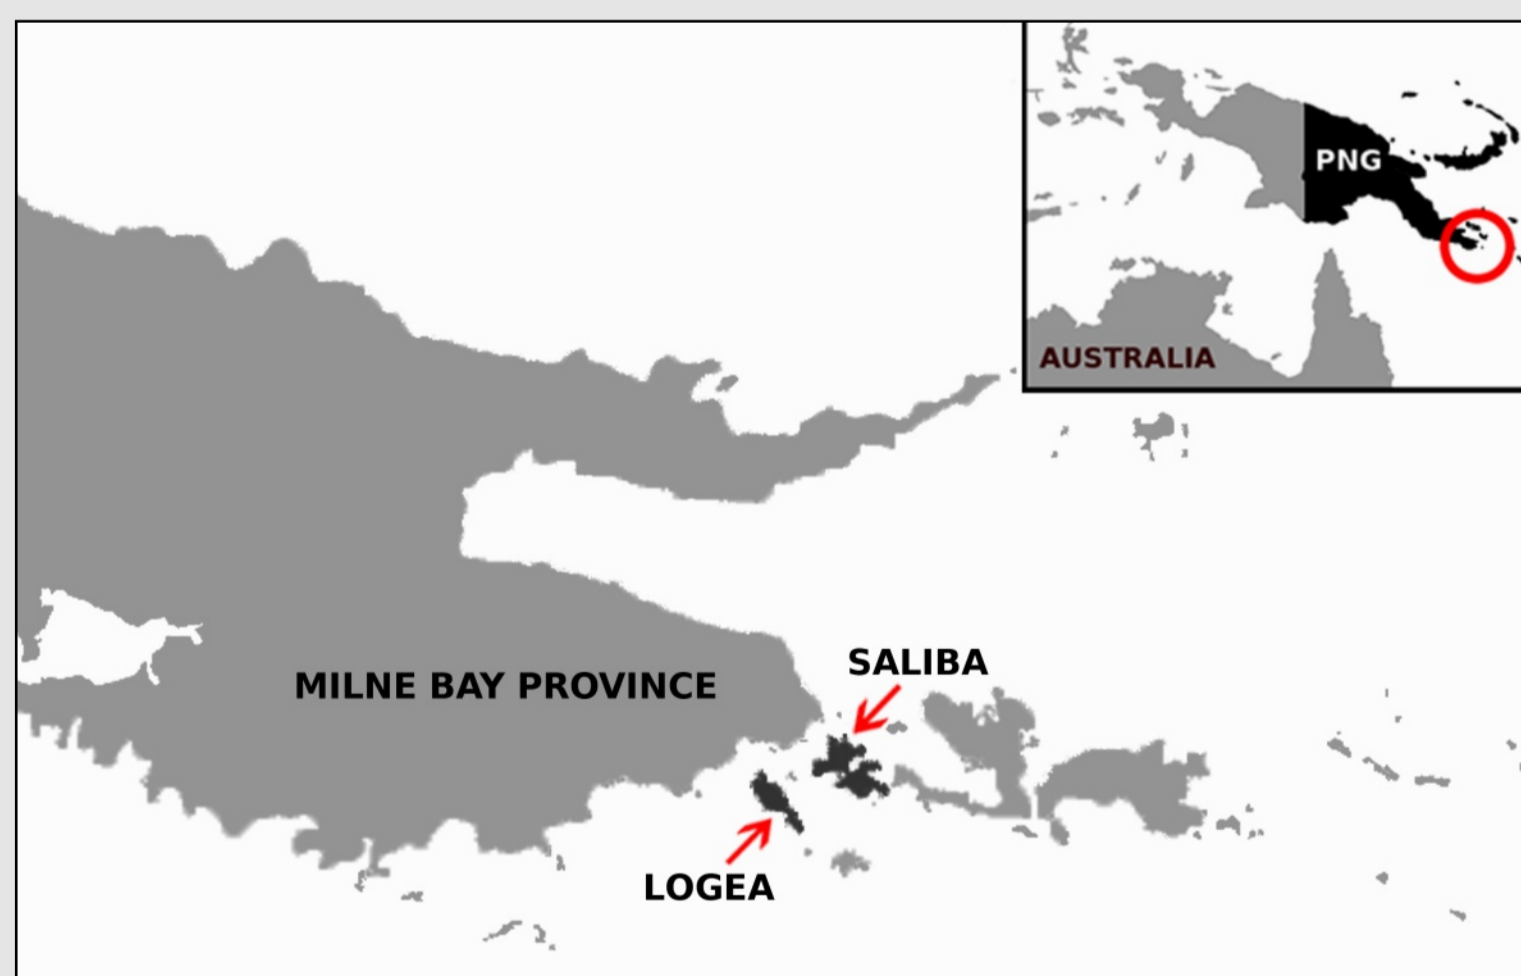 PNG
AUSTRALIA
SALIBA
MILNE BAY PROVINCE
LOGEA